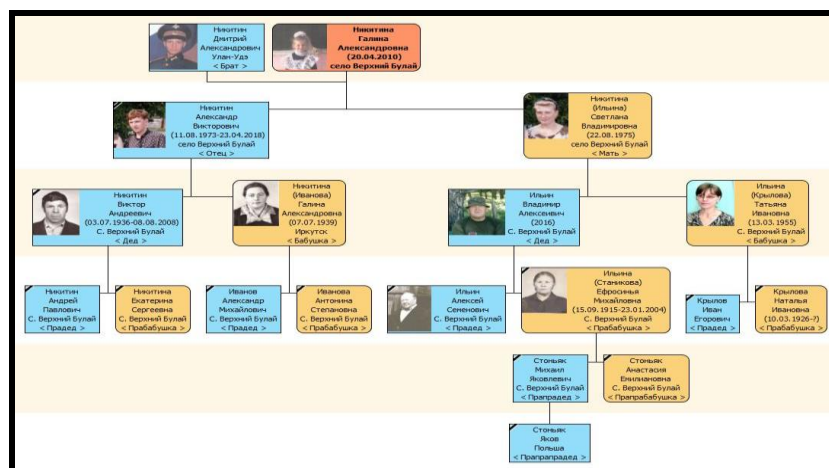 Никитин
Дмитрий
Александрович
Улан-Удэ
< Брат >
Никитина
Галина
Александровна
(20.04.2010)
село Верхний Булай
Никитин
Александр
Викторович
(11.08.1973-23.04.2018)
село Верхний Булай
< Отец >
Никитина
(Ильина)
Светлана
Владимировна
(22.08.1975)
село Верхний Булай
< Мать >
Никитин
Виктор
Андреевич
(03.07.1936-08.08.2008)
С. Верхний Булай
< Дед >
Никитина
(Иванова)
Галина
Александровна
(07.07.1939)
Иркутск
< Бабушка >
Ильин
Владимир
Алексеивич
(2016)
С. Верхний Булай
< Дед >
Ильина
(Крылова)
Татьяна
Ивановна
(13.03.1955)
С. Верхний Булай
< Бабушка >
Никитин
Андрей
Павлович
С. Верхний Булай
< Прадед >
Никитина
Екатерина
Сергеевна
С. Верхний Булай
< Прабабушка >
Иванов
Александр
Михайлович
С. Верхний Булай
< Прадед >
Иванова
Антонина
Степановна
С. Верхний Булай
< Прабабушка >
Ильин
Алексей
Семенович
С. Верхний Булай
< Прадед >
Ильина
(Станикова)
Ефросинья
Михайловна
(15.09.1915-23.01.2004)
С. Верхний Булай
< Прабабушка >
Крылов
Иван
Егорович
< Прадед >
Крылова
Наталья
Ивановна
(10.03.1926-?)
< Прабабушка >
Стоньяк
Михаил
Яковлевич
С. Верхний Булай
< Прапрадед >
Стоньяк
Анастасия
Емилиановна
С. Верхний Булай
< Прапрабабушка >
Стоньяк
Яков
Польша
< Прапрапрадед >